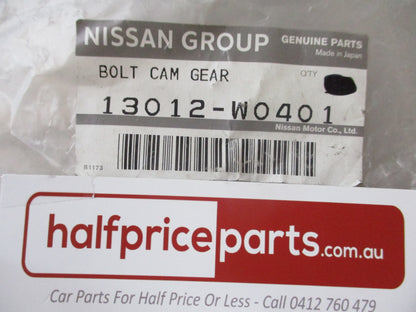 NISSAN GROUP GENUINE PARTS
Made in Japan
BOLT CAM GEAR QTY
13012-W0401
Nissan Motor Co., Ltd.
B1173
halfpriceparts.com.au
Car Parts For Half Price Or Less - Call 0412 760 479